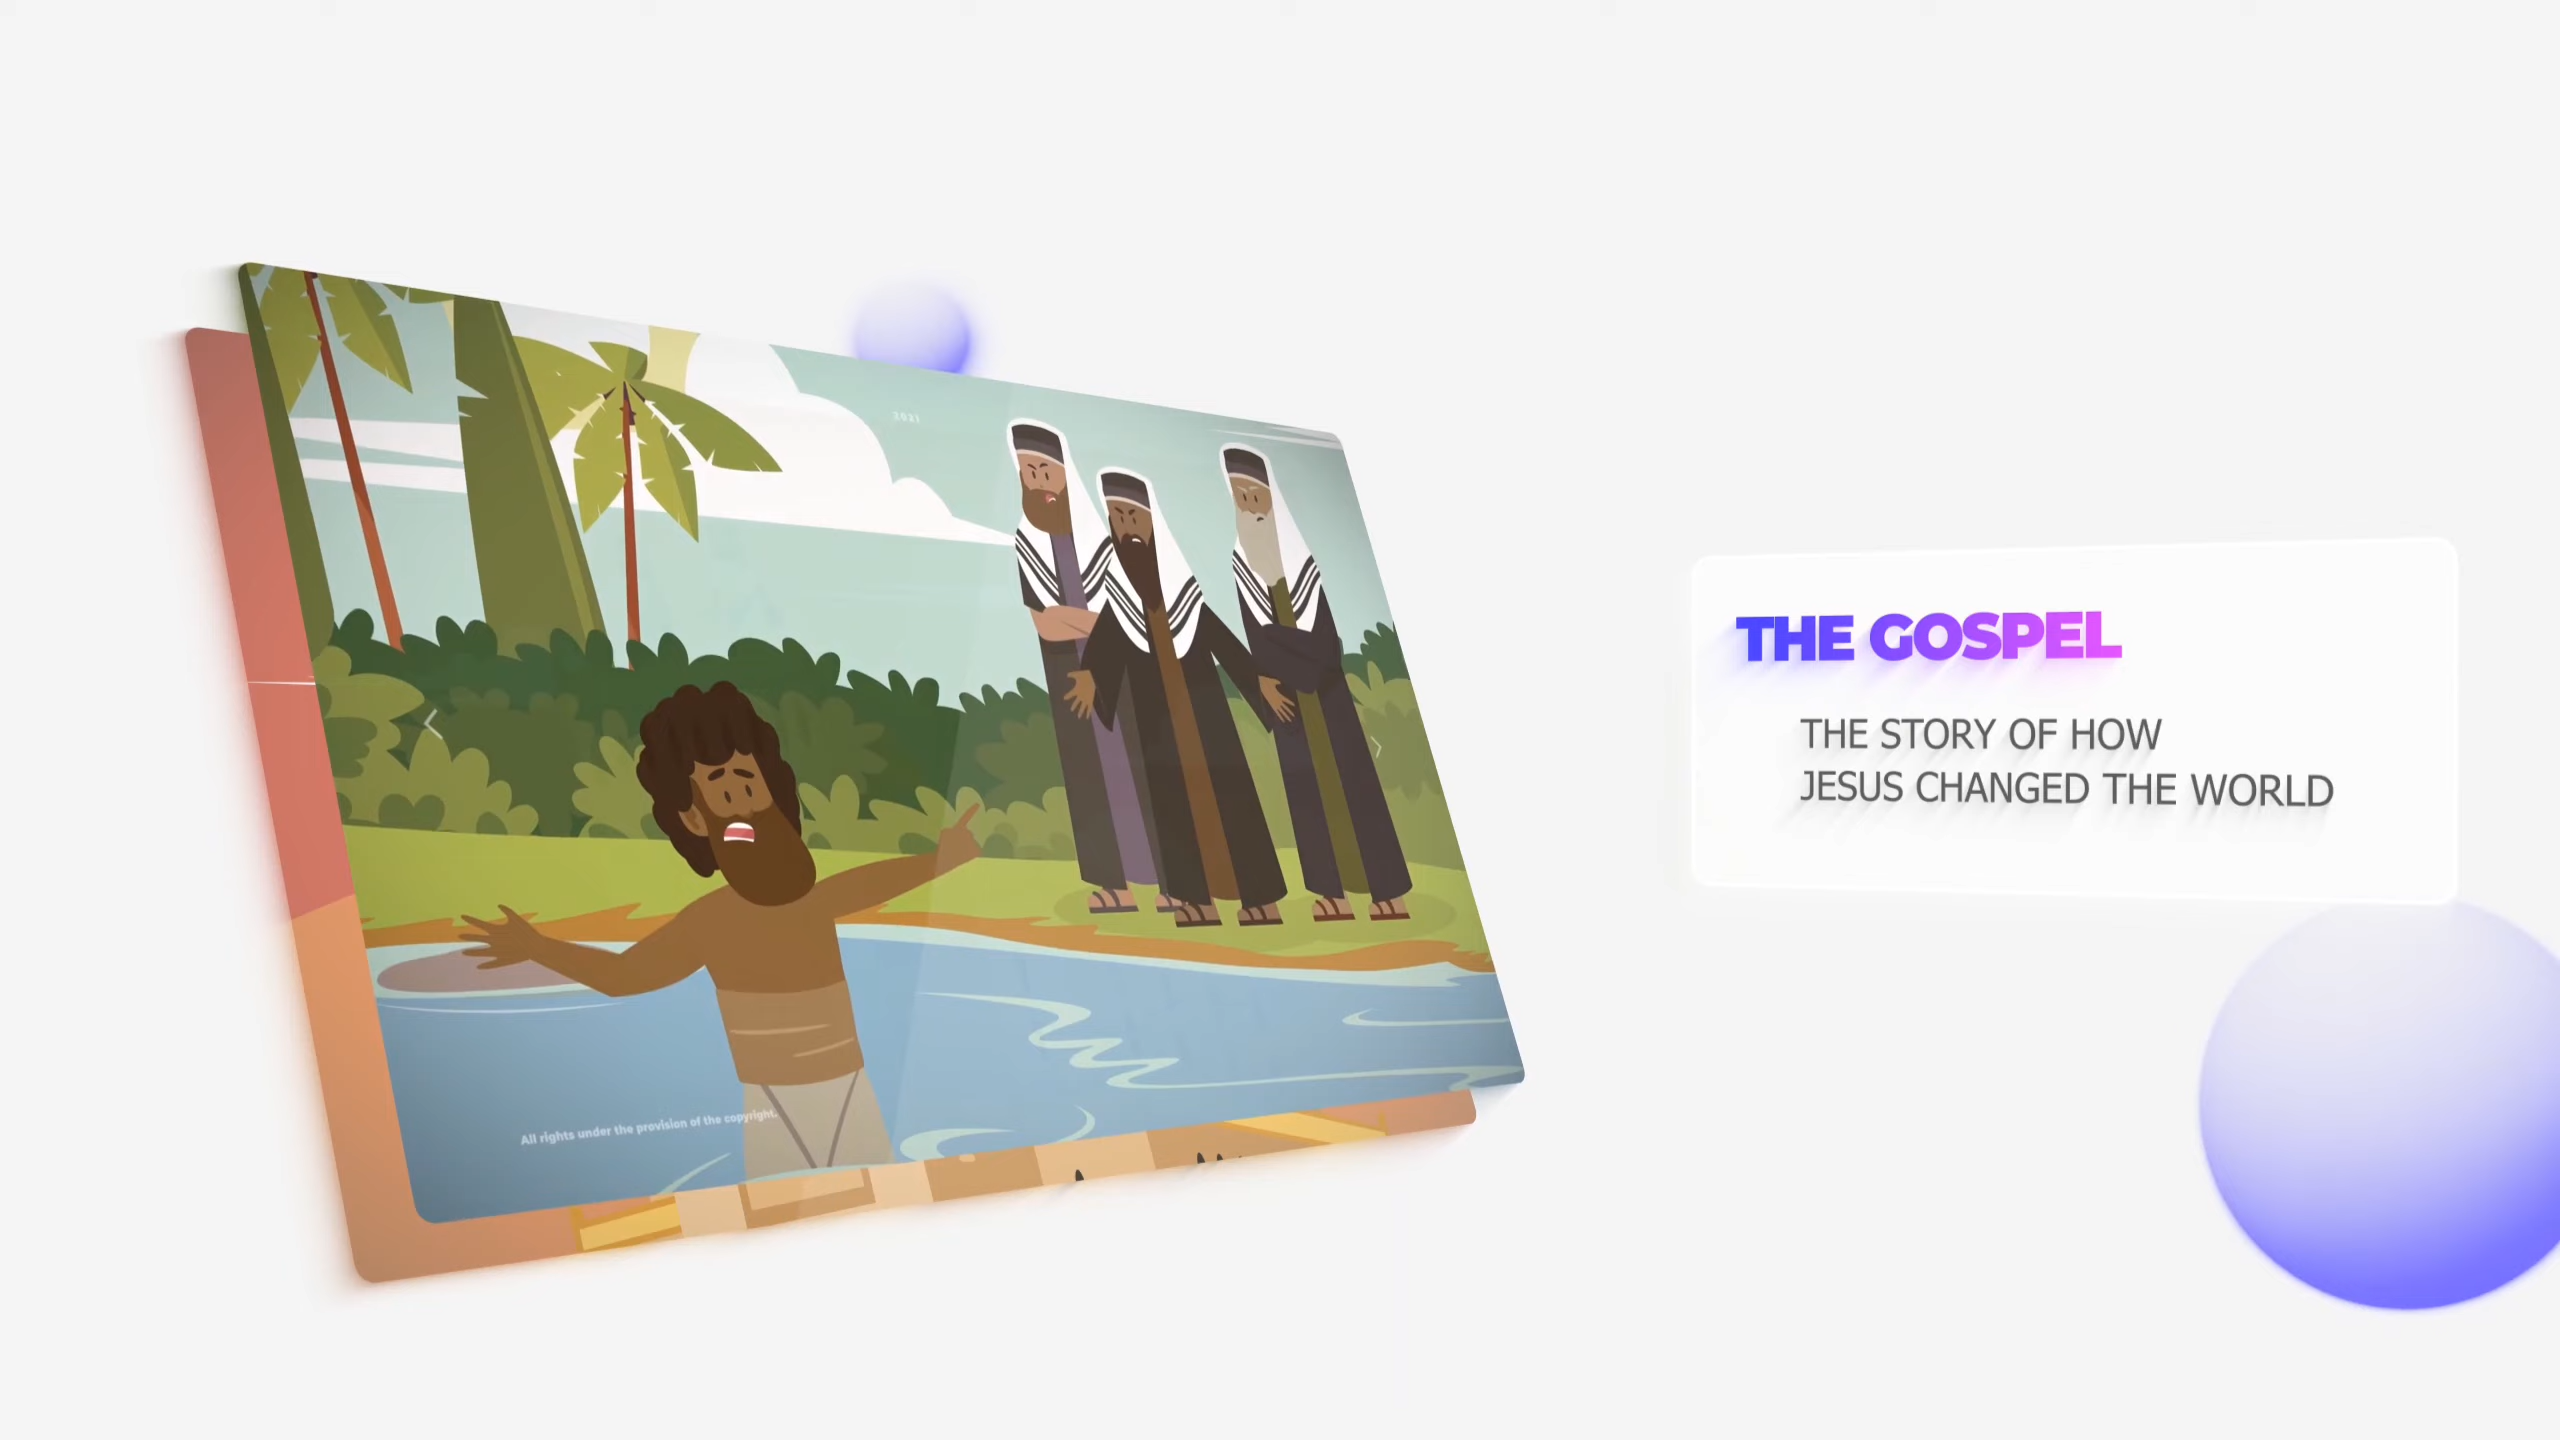 2021
All rights under the provision of the copyright.
THE GOSPEL
THE STORY OF HOW
JESUS CHANGED THE WORLD